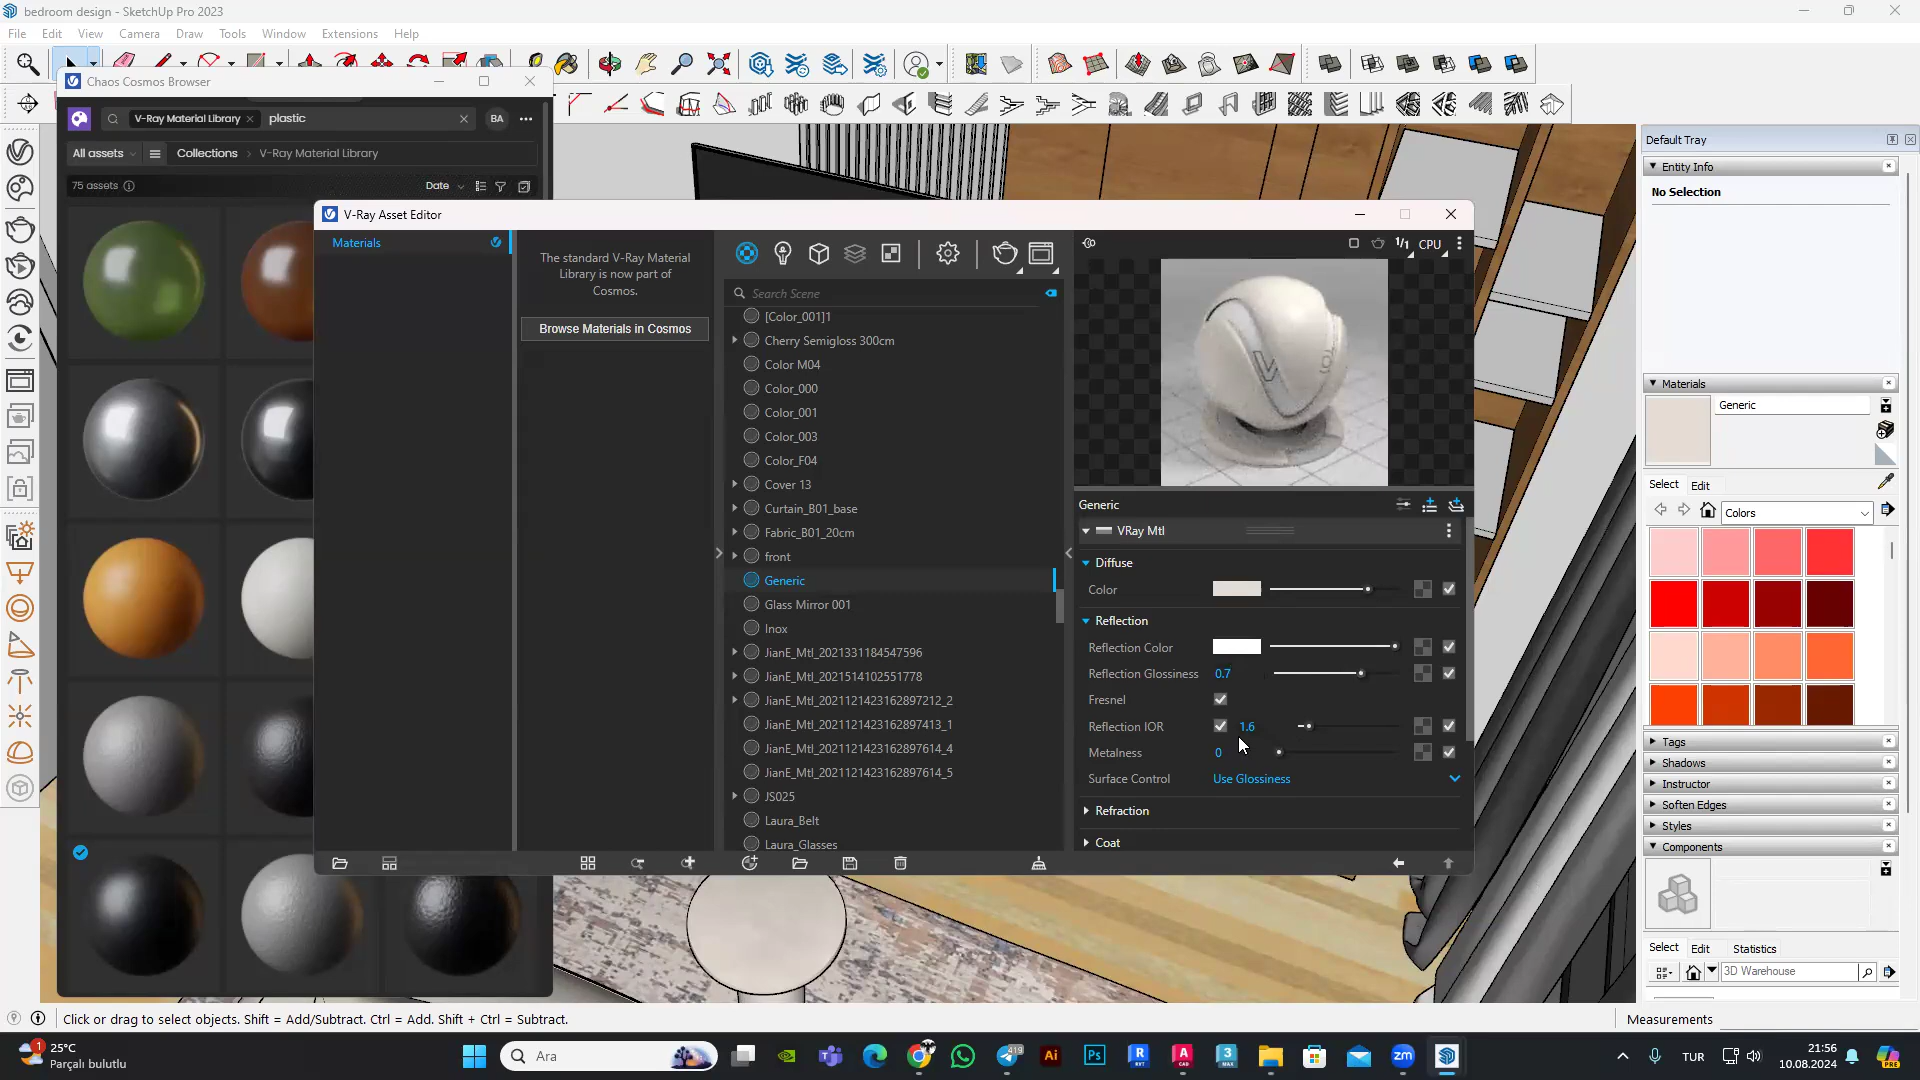 bedroom design - SketchUp Pro 2023
File Edit View Camera Draw Tools Window Extensions Help
Chaos Cosmos Browser
V-Ray Material Library × plastic
BA
All assets
Collections > V-Ray Material Library
75 assets
Date
V-Ray Asset Editor
Materials
The standard V-Ray Material
Library is now part of
Cosmos.
Browse Materials in Cosmos
Search Scene
[Color_001]1
Cherry Semigloss 300cm
Color M04
Color_000
Color_001
Color_003
Color_F04
Cover 13
Curtain_B01_base
Fabric_B01_20cm
front
Generic
Glass Mirror 001
Inox
JianE_Mtl_2021331184547596
JianE_Mtl_2021514102551778
JianE_Mtl_20211214231628972​12_2
JianE_Mtl_2021121423162897413_1
JianE_Mtl_2021121423162897614_4
JianE_Mtl_2021121423162897614_5
JS025
Laura_Belt
Laura_Glasses
1/1 CPU
Generic
VRay Mtl
Diffuse
Color
Reflection
Reflection Color
Reflection Glossiness 0.7
Fresnel
Reflection IOR 1.6
Metalness 0
Surface Control Use Glossiness
Refraction
Coat
Default Tray
Entity Info
No Selection
Materials
Generic
Select Edit
Colors
Tags
Shadows
Instructor
Soften Edges
Styles
Components
Select Edit Statistics
3D Warehouse
Click or drag to select objects. Shift = Add/Subtract. Ctrl = Add. Shift + Ctrl = Subtract.
Measurements
25°C
Parçalı bulutlu
Ara
419
TUR
21:56
10.08.2024